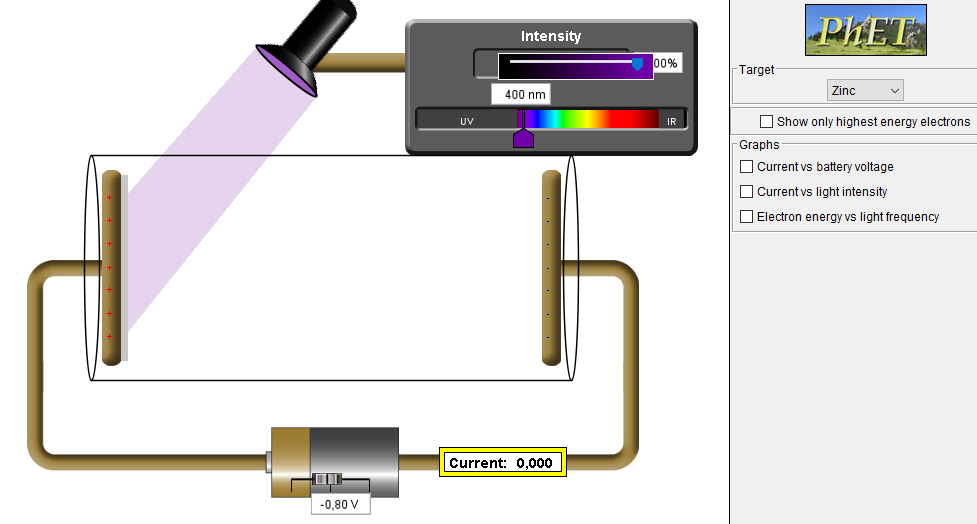 Intensity
00%
400 nm
UV
IR
Current: 0,000
-0,80 V
PhET
Target
Zinc
Show only highest energy electrons
Graphs
Current vs battery voltage
Current vs light intensity
Electron energy vs light frequency